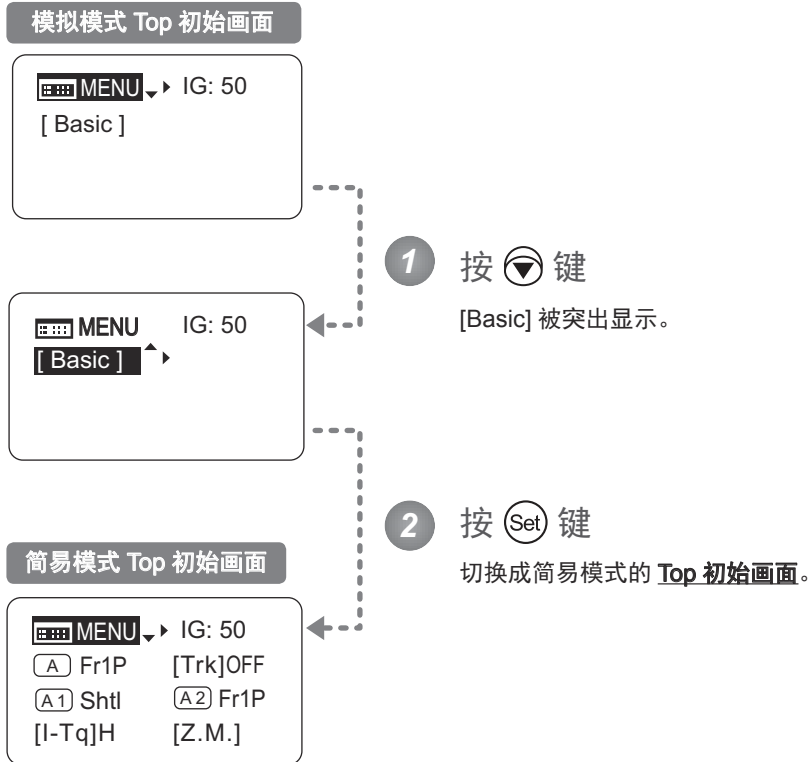 模拟模式 Top 初始画面
MENU IG: 50
[ Basic ]
1 按 键
[Basic] 被突出显示。
MENU IG: 50
[ Basic ]
2 按 Set 键
切换成简易模式的 Top 初始画面。
简易模式 Top 初始画面
MENU IG: 50
A Fr1P [Trk]OFF
A1 Shtl A2 Fr1P
[I-Tq]H [Z.M.]